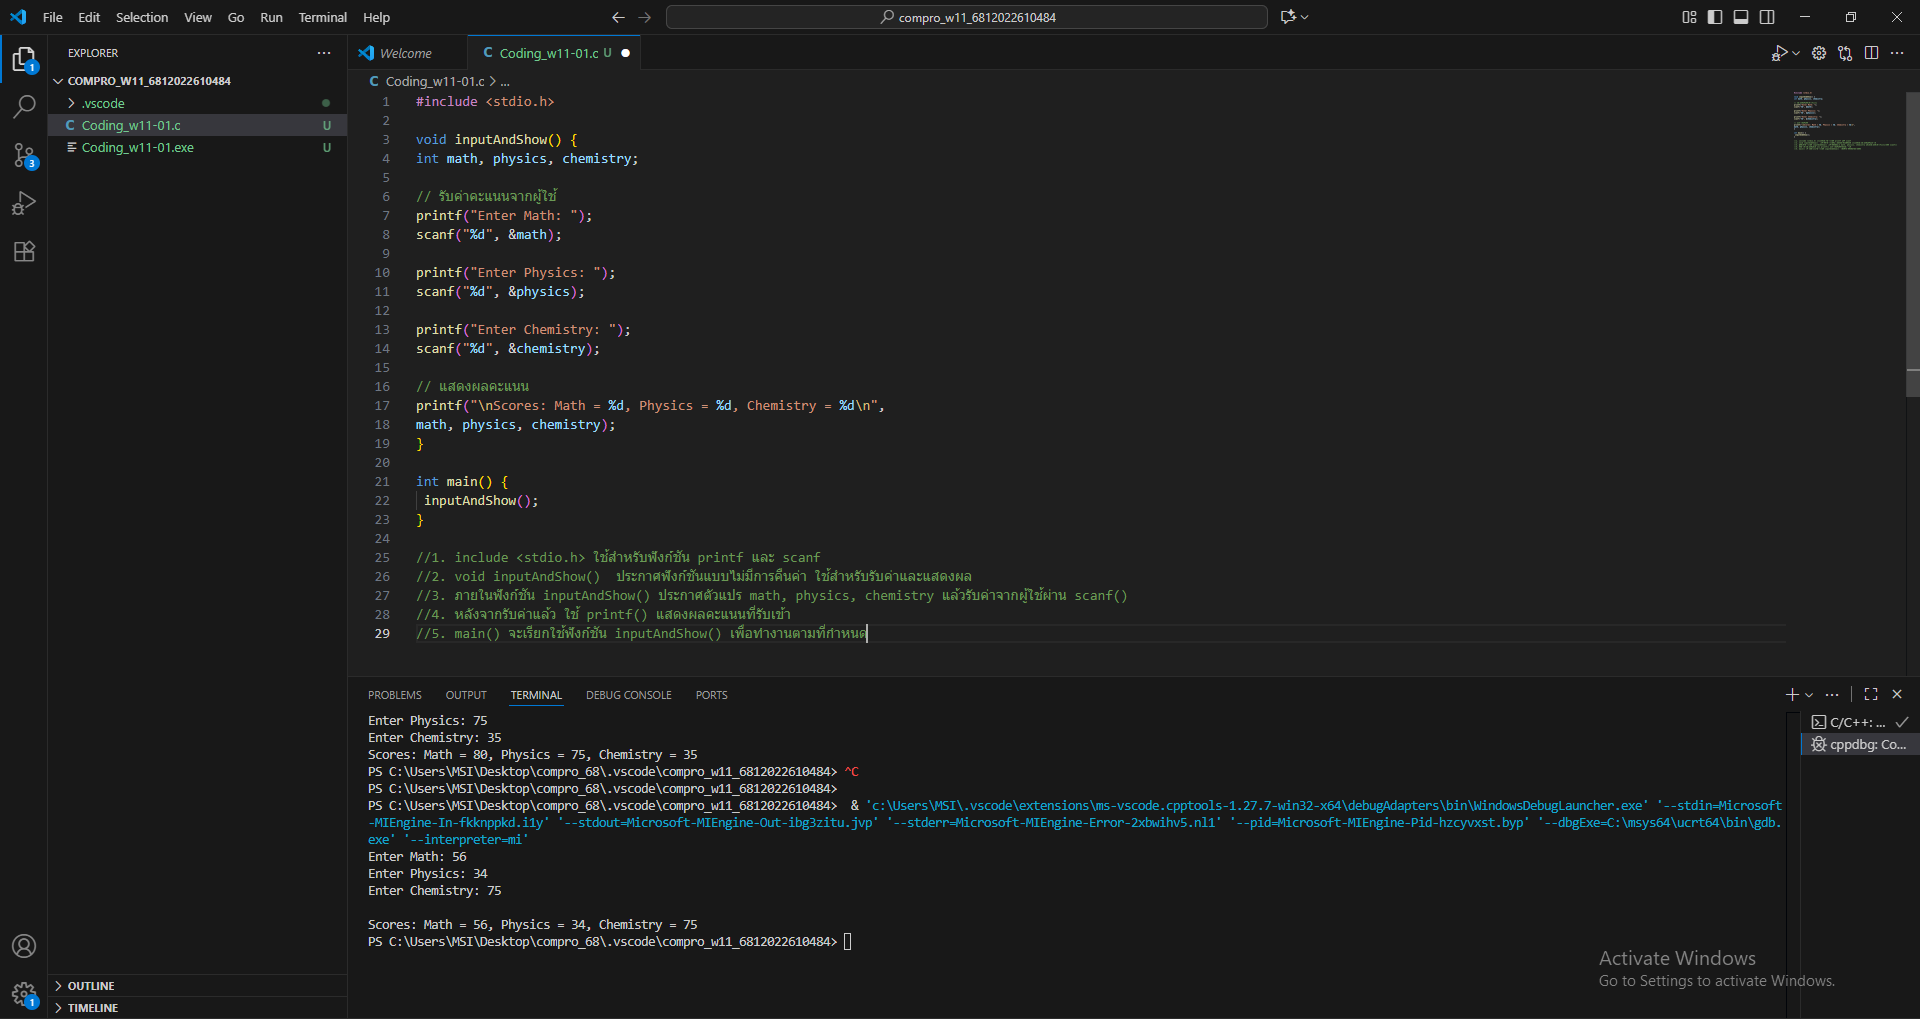 File Edit Selection View Go Run Terminal Help
compro_w11_6812022610484
EXPLORER
COMPRO_W11_6812022610484
.vscode
C Coding_w11-01.c U
Coding_w11-01.exe U
OUTLINE
TIMELINE
1
3
1
Welcome
C Coding_w11-01.c U
C Coding_w11-01.c > ...
1 #include <stdio.h>
2
3 void inputAndShow() {
4 int math, physics, chemistry;
5
6 // รับค่าคะแนนจากผู้ใช้
7 printf("Enter Math: ");
8 scanf("%d", &math);
9
10 printf("Enter Physics: ");
11 scanf("%d", &physics);
12
13 printf("Enter Chemistry: ");
14 scanf("%d", &chemistry);
15
16 // แสดงผลคะแนน
17 printf("\nScores: Math = %d, Physics = %d, Chemistry = %d\n",
18 math, physics, chemistry);
19 }
20
21 int main() {
22 inputAndShow();
23 }
24
25 //1. include <stdio.h> ใช้สำหรับฟังก์ชัน printf และ scanf
26 //2. void inputAndShow()  ประกาศฟังก์ชันแบบไม่มีการคืนค่า ใช้สำหรับรับค่าและแสดงผล
27 //3. ภายในฟังก์ชัน inputAndShow() ประกาศตัวแปร math, physics, chemistry แล้วรับค่าจากผู้ใช้ผ่าน scanf()
28 //4. หลังจากรับค่าแล้ว ใช้ printf() แสดงผลคะแนนที่รับเข้า
29 //5. main() จะเรียกใช้ฟังก์ชัน inputAndShow() เพื่อทำงานตามที่กำหนด
PROBLEMS OUTPUT TERMINAL DEBUG CONSOLE PORTS
Enter Physics: 75
Enter Chemistry: 35
Scores: Math = 80, Physics = 75, Chemistry = 35
PS C:\Users\MSI\Desktop\compro_68\.vscode\compro_w11_6812022610484> ^C
PS C:\Users\MSI\Desktop\compro_68\.vscode\compro_w11_6812022610484>
PS C:\Users\MSI\Desktop\compro_68\.vscode\compro_w11_6812022610484>  & 'c:\Users\MSI\.vscode\extensions\ms-vscode.cpptools-1.27.7-win32-x64\debugAdapters\bin\WindowsDebugLauncher.exe' '--stdin=Microsoft
-MIEngine-In-fkknppkd.i1y' '--stdout=Microsoft-MIEngine-Out-ibg3zitu.jvp' '--stderr=Microsoft-MIEngine-Error-2xbwihv5.nl1' '--pid=Microsoft-MIEngine-Pid-hzcyvxst.byp' '--dbgExe=C:\msys64\ucrt64\bin\gdb.
exe' '--interpreter=mi'
Enter Math: 56
Enter Physics: 34
Enter Chemistry: 75
Scores: Math = 56, Physics = 34, Chemistry = 75
PS C:\Users\MSI\Desktop\compro_68\.vscode\compro_w11_6812022610484>
C/C++: ...
cppdbg: Co...
Activate Windows
Go to Settings to activate Windows.